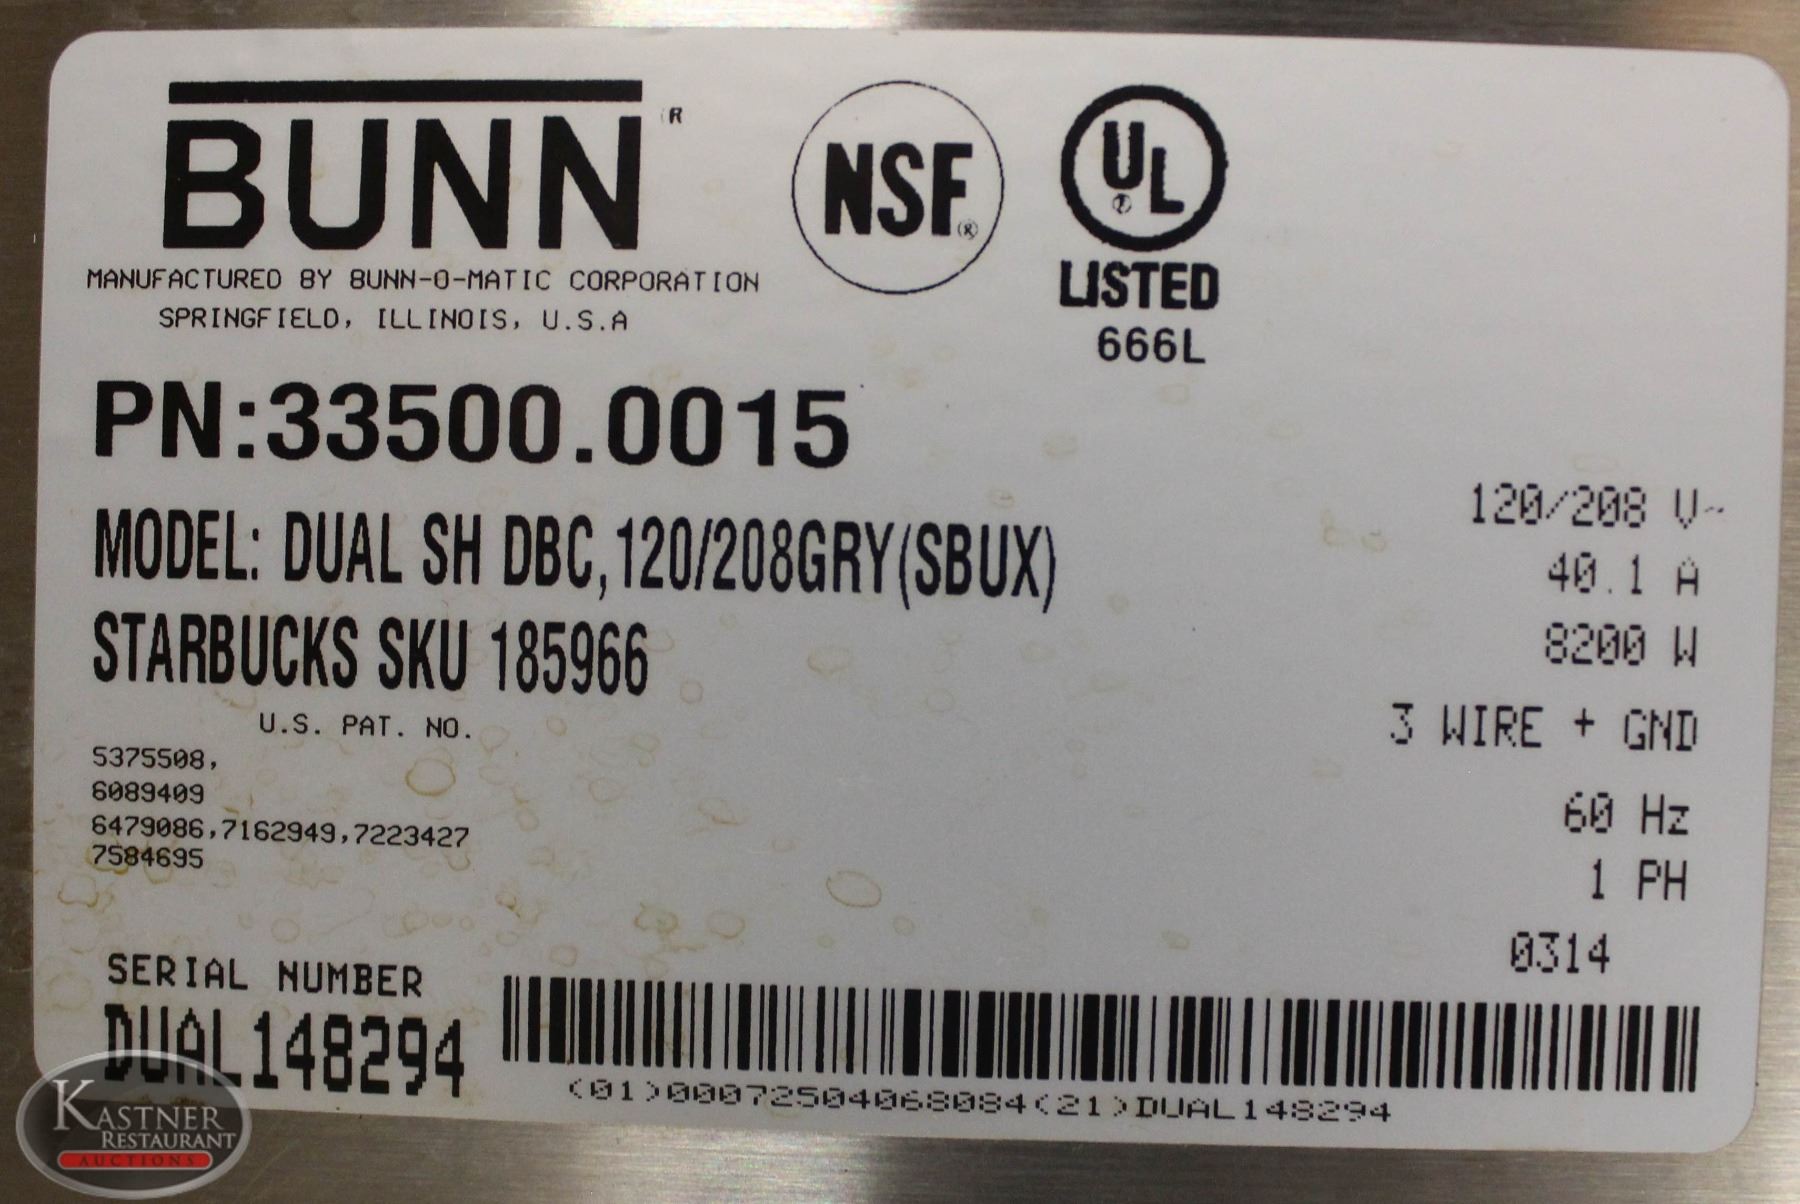 BUNN®
NSF®
UL®
LISTED
666L
MANUFACTURED BY BUNN-O-MATIC CORPORATION
SPRINGFIELD, ILLINOIS, U.S.A
PN:33500.0015
MODEL: DUAL SH DBC,120/208GRY(SBUX)
STARBUCKS SKU 185966
U.S. PAT. NO.
5375508,
6089409
6479086,7162949,7223427
7584695
120/208 V~
40.1 A
8200 W
3 WIRE + GND
60 Hz
1 PH
0314
SERIAL NUMBER
DUAL148294
(01)00072504068084(21)DUAL148294
KASTNER
RESTAURANT
AUCTIONS